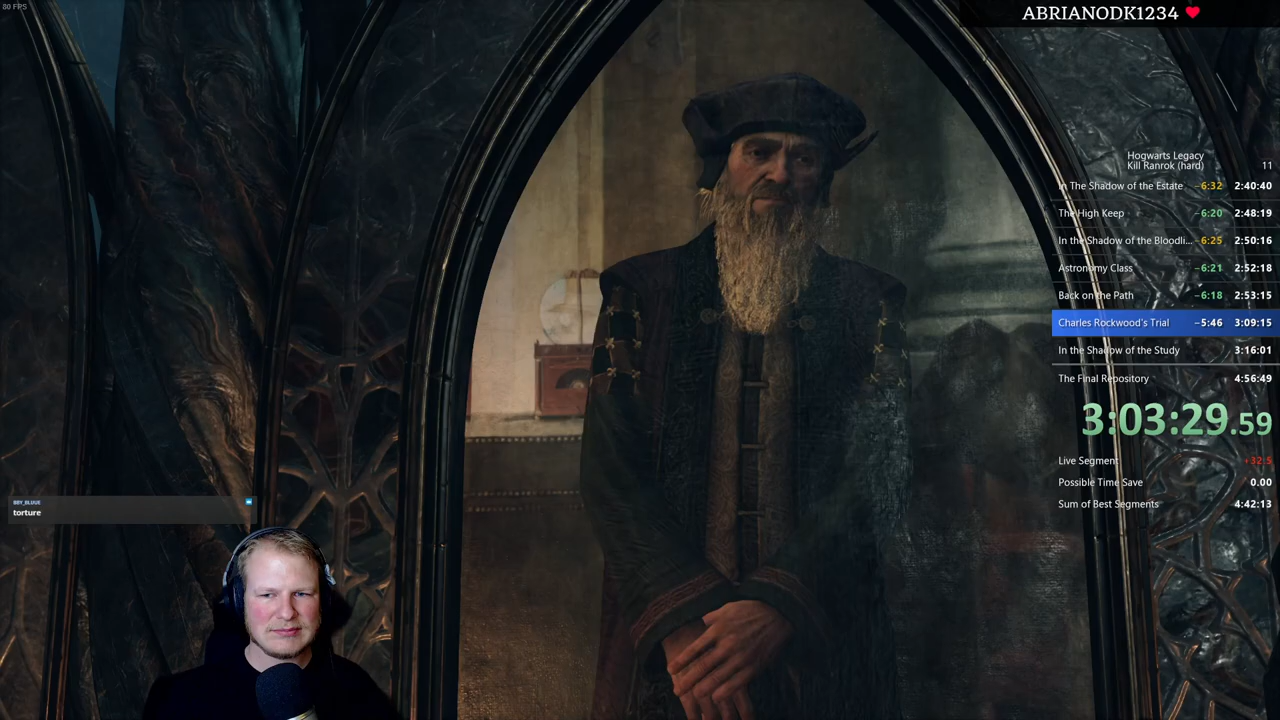 80 FPS
ABRIANODK1234 ❤
Hogwarts Legacy
Kill Ranrok (hard) 11
In The Shadow of the Estate -6:32 2:40:40
The High Keep -6:20 2:48:19
In the Shadow of the Bloodli... -6:25 2:50:16
Astronomy Class -6:21 2:52:18
Back on the Path -6:18 2:53:15
Charles Rockwood's Trial -5:46 3:09:15
In the Shadow of the Study 3:16:01
The Final Repository 4:56:49
3:03:29.59
Live Segment +32.5
Possible Time Save 0.00
Sum of Best Segments 4:42:13
BBY_BLUUE
torture